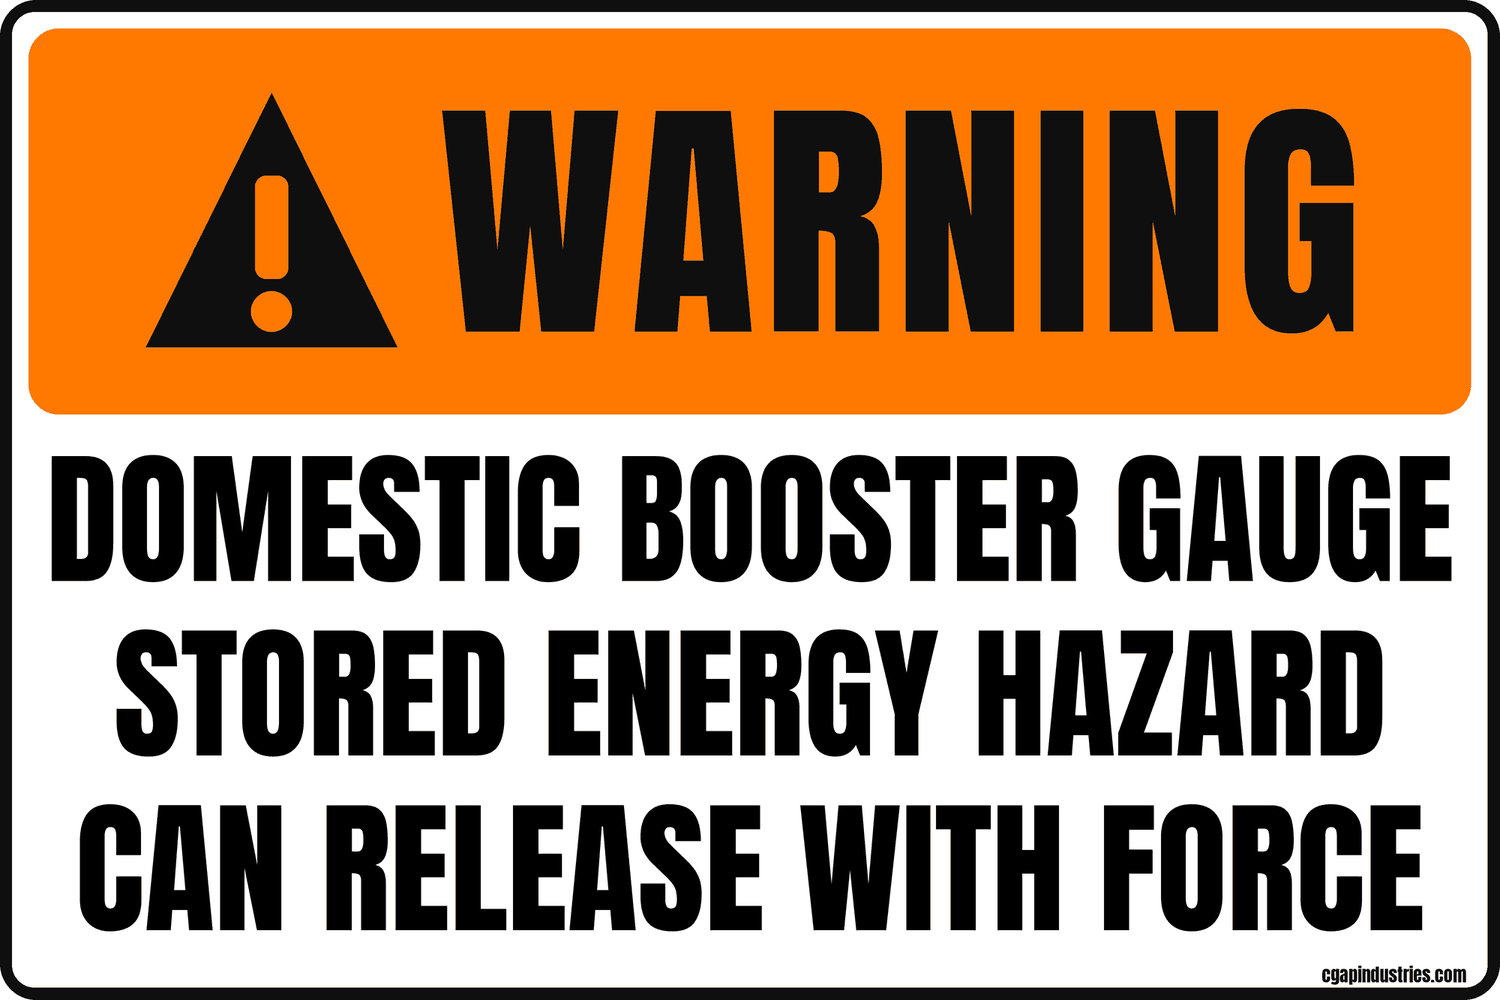 WARNING
DOMESTIC BOOSTER GAUGE
STORED ENERGY HAZARD
CAN RELEASE WITH FORCE
cgapindustries.com